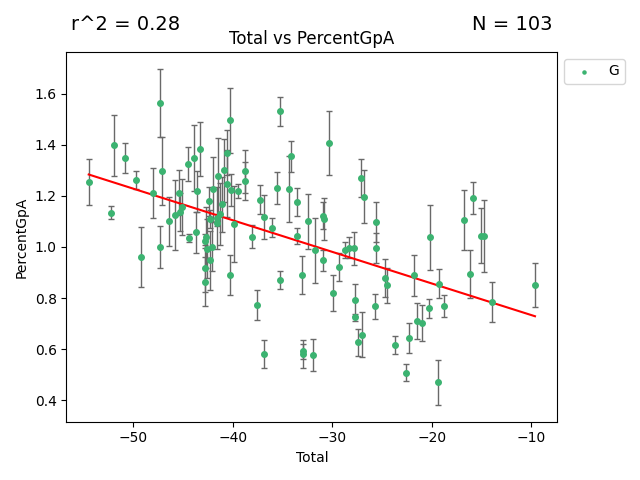 r^2 = 0.28
N = 103
Total vs PercentGpA
G
PercentGpA
1.6
1.4
1.2
1.0
0.8
0.6
0.4
−50 −40 −30 −20 −10
Total